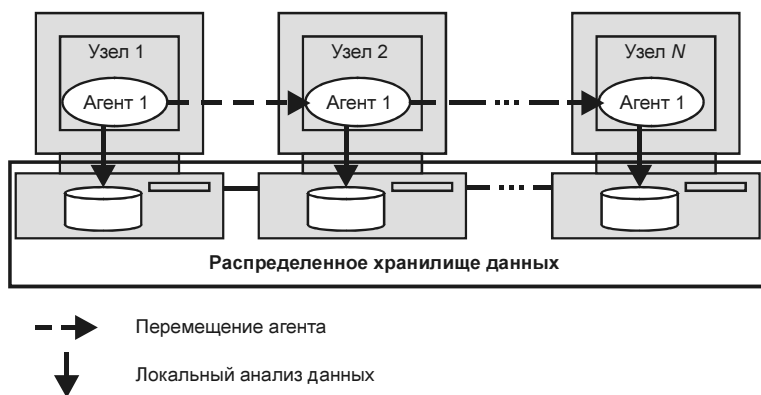 Узел 1
Узел 2
Узел N
Агент 1
Агент 1
Агент 1
Распределенное хранилище данных
Перемещение агента
Локальный анализ данных